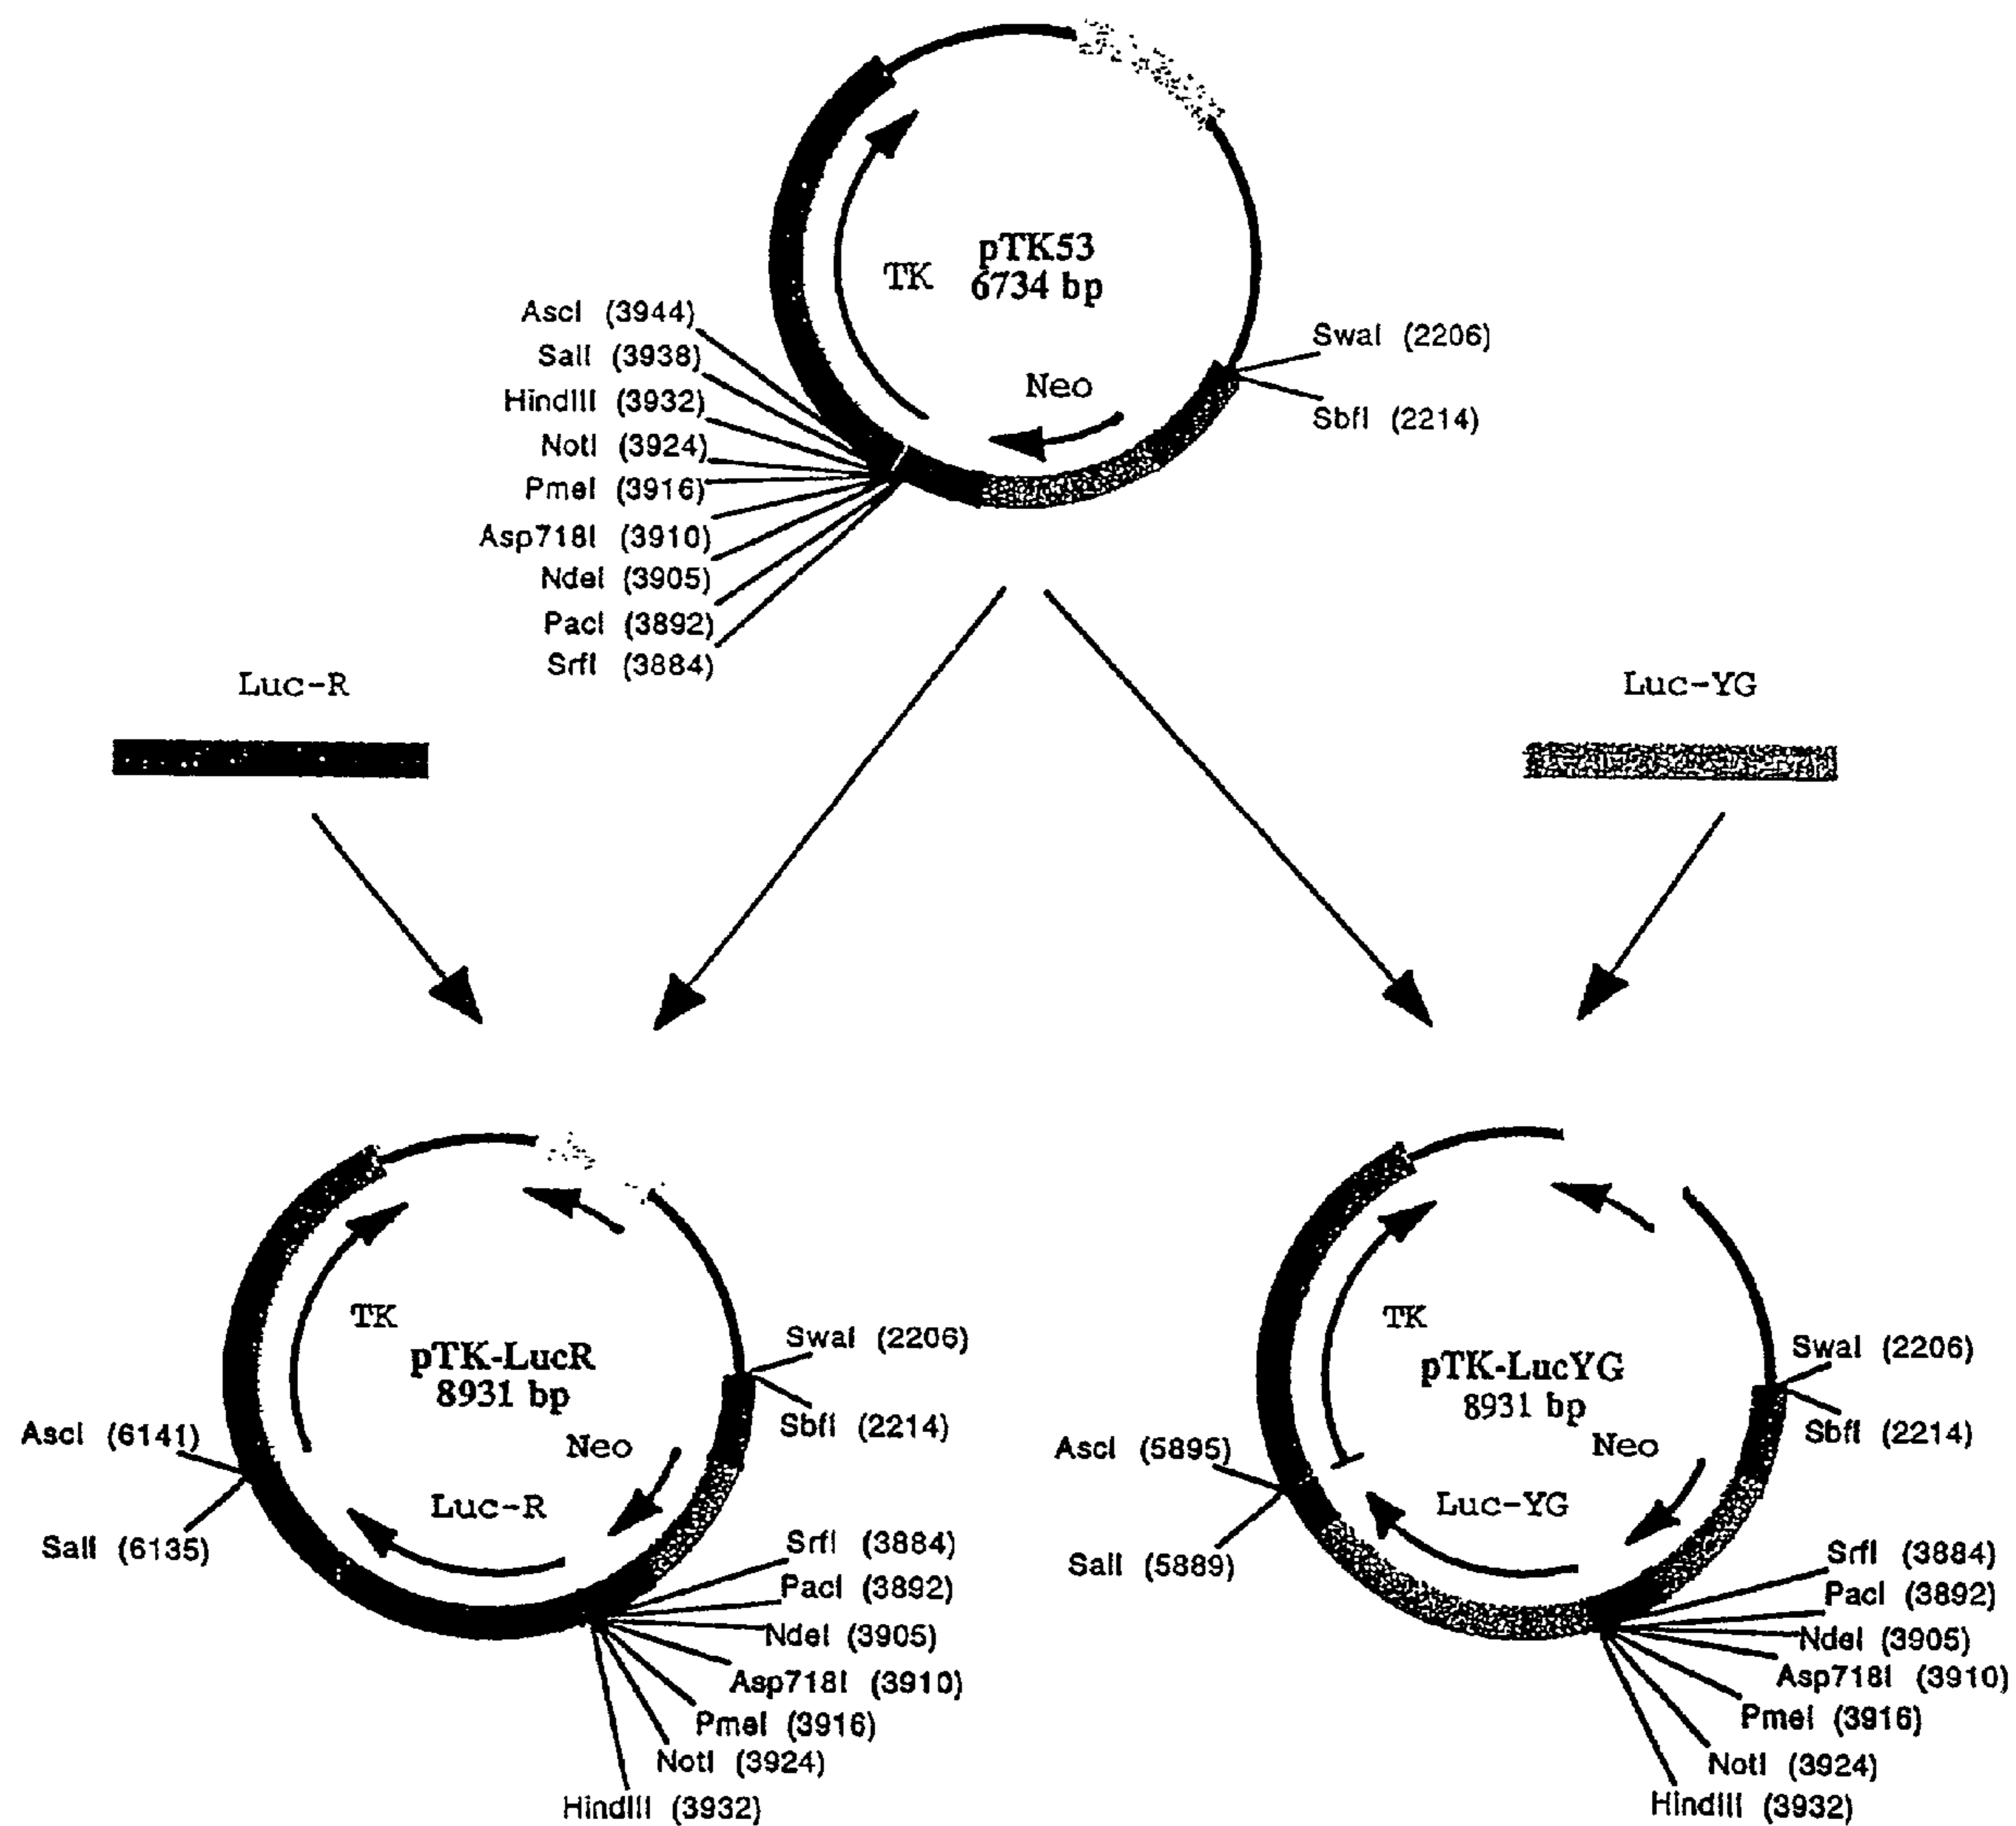 pTK53
6734 bp
TK
Neo
AscI (3944)
SalI (3938)
HindIII (3932)
NotI (3924)
PmeI (3916)
Asp718I (3910)
NdeI (3905)
PacI (3892)
SrfI (3884)
SwaI (2206)
SbfI (2214)
Luc-R
Luc-YG
TK
pTK-LucR
8931 bp
Neo
Luc-R
SwaI (2206)
SbfI (2214)
AscI (6141)
SalI (6135)
SrfI (3884)
PacI (3892)
NdeI (3905)
Asp718I (3910)
PmeI (3916)
NotI (3924)
HindIII (3932)
TK
pTK-LucYG
8931 bp
Neo
Luc-YG
SwaI (2206)
SbfI (2214)
AscI (5895)
SalI (5889)
SrfI (3884)
PacI (3892)
NdeI (3905)
Asp718I (3910)
PmeI (3916)
NotI (3924)
HindIII (3932)